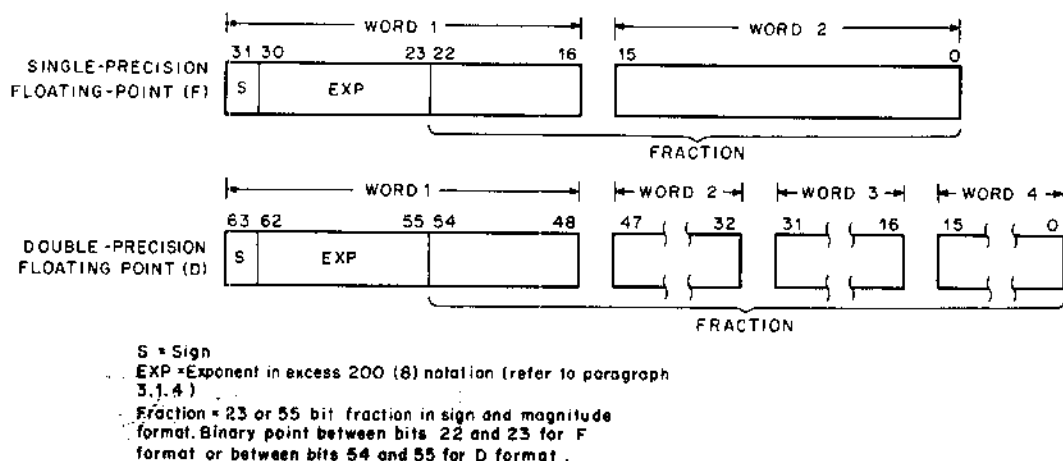 WORD 1 WORD 2
31 30 23 22 16 15 0
SINGLE-PRECISION
FLOATING-POINT (F)
S EXP
FRACTION
WORD 1 WORD 2 WORD 3 WORD 4
63 62 55 54 48 47 32 31 16 15 0
DOUBLE-PRECISION
FLOATING POINT (D)
S EXP
FRACTION
S = Sign
EXP =Exponent in excess 200 (8) notation (refer to paragraph
3.1.4)
Fraction = 23 or 55 bit fraction in sign and magnitude
format. Binary point between bits 22 and 23 for F
format or between bits 54 and 55 for D format.